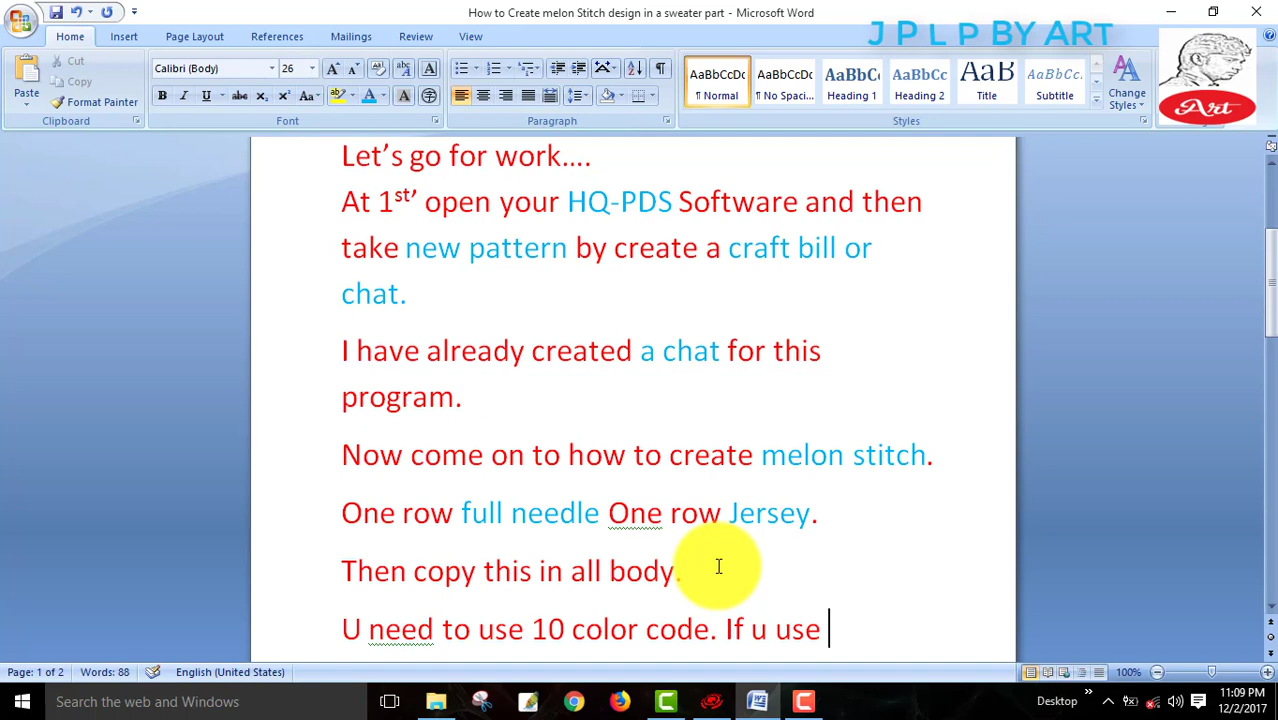 How to Create melon Stitch design in a sweater part - Microsoft Word
J P L P BY ART
Home Insert Page Layout References Mailings Review View
Paste
Cut
Copy
Format Painter
Clipboard
Calibri (Body) 26
Font
Paragraph
AaBbCcDc AaBbCcDc AaBbCc AaBbCc AaB AaBbCcL
¶ Normal ¶ No Spaci... Heading 1 Heading 2 Title Subtitle
Change Styles
Styles
Art
Let's go for work....
At 1st' open your HQ-PDS Software and then
take new pattern by create a craft bill or
chat.
I have already created a chat for this
program.
Now come on to how to create melon stitch.
One row full needle One row Jersey.
Then copy this in all body.
U need to use 10 color code. If u use
Page: 1 of 2 Words: 88 English (United States) 100%
Search the web and Windows
Desktop
11:09 PM
12/2/2017